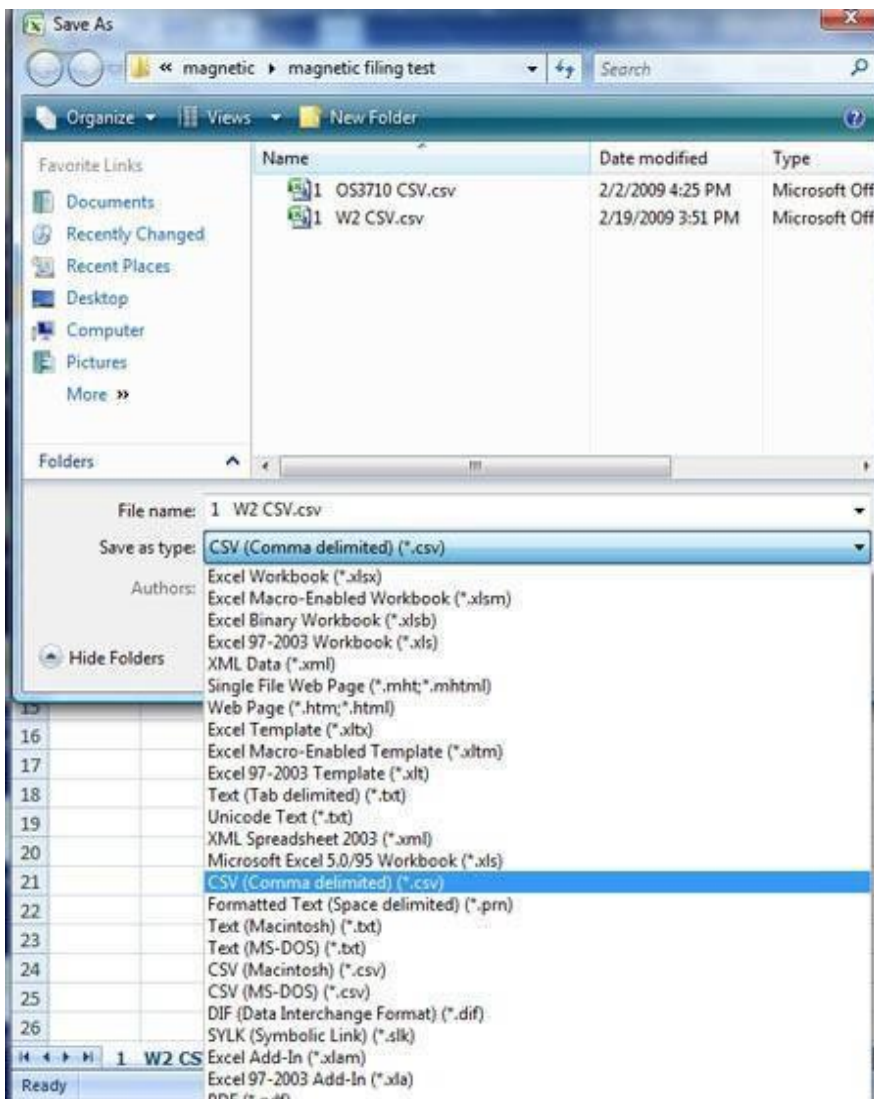 Save As
« magnetic ▸ magnetic filing test
Search
Organize
Views
New Folder
Favorite Links
Name
Date modified
Type
Documents
1 OS3710 CSV.csv
2/2/2009 4:25 PM
Microsoft Off
Recently Changed
1 W2 CSV.csv
2/19/2009 3:51 PM
Microsoft Off
Recent Places
Desktop
Computer
Pictures
More »
Folders
File name: 1 W2 CSV.csv
Save as type: CSV (Comma delimited) (*.csv)
Authors:
Hide Folders
Excel Workbook (*.xlsx)
Excel Macro-Enabled Workbook (*.xlsm)
Excel Binary Workbook (*.xlsb)
Excel 97-2003 Workbook (*.xls)
XML Data (*.xml)
Single File Web Page (*.mht;*.mhtml)
Web Page (*.htm;*.html)
Excel Template (*.xltx)
Excel Macro-Enabled Template (*.xltm)
Excel 97-2003 Template (*.xlt)
Text (Tab delimited) (*.txt)
Unicode Text (*.txt)
XML Spreadsheet 2003 (*.xml)
Microsoft Excel 5.0/95 Workbook (*.xls)
CSV (Comma delimited) (*.csv)
Formatted Text (Space delimited) (*.prn)
Text (Macintosh) (*.txt)
Text (MS-DOS) (*.txt)
CSV (Macintosh) (*.csv)
CSV (MS-DOS) (*.csv)
DIF (Data Interchange Format) (*.dif)
SYLK (Symbolic Link) (*.slk)
Excel Add-In (*.xlam)
Excel 97-2003 Add-In (*.xla)
PDF (*.pdf)
15
16
17
18
19
20
21
22
23
24
25
26
1 W2 CS
Ready